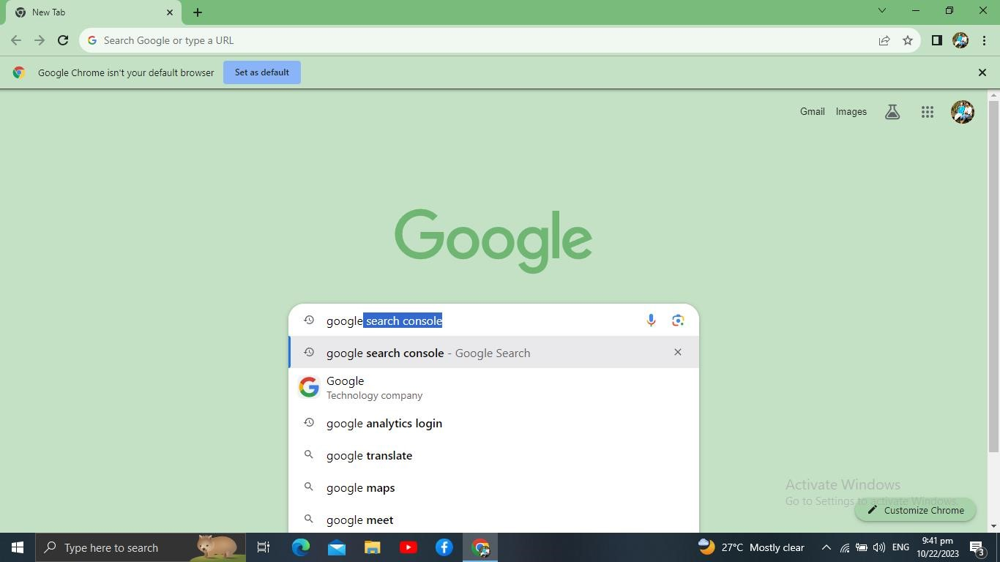 New Tab
Search Google or type a URL
Google Chrome isn't your default browser
Set as default
Gmail
Images
Google
google search console
google search console - Google Search
Google
Technology company
google analytics login
google translate
google maps
google meet
Activate Windows
Go to Settings to activate Windows.
Customize Chrome
Type here to search
27°C Mostly clear
ENG
9:41 pm
10/22/2023
3